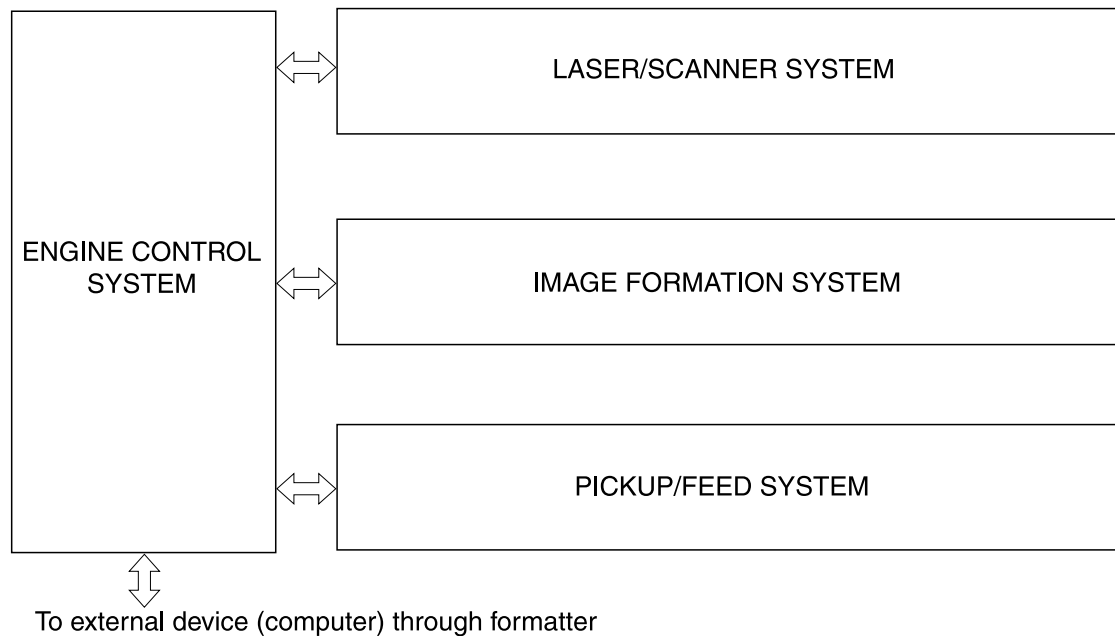 LASER/SCANNER SYSTEM
ENGINE CONTROL
SYSTEM
IMAGE FORMATION SYSTEM
PICKUP/FEED SYSTEM
To external device (computer) through formatter